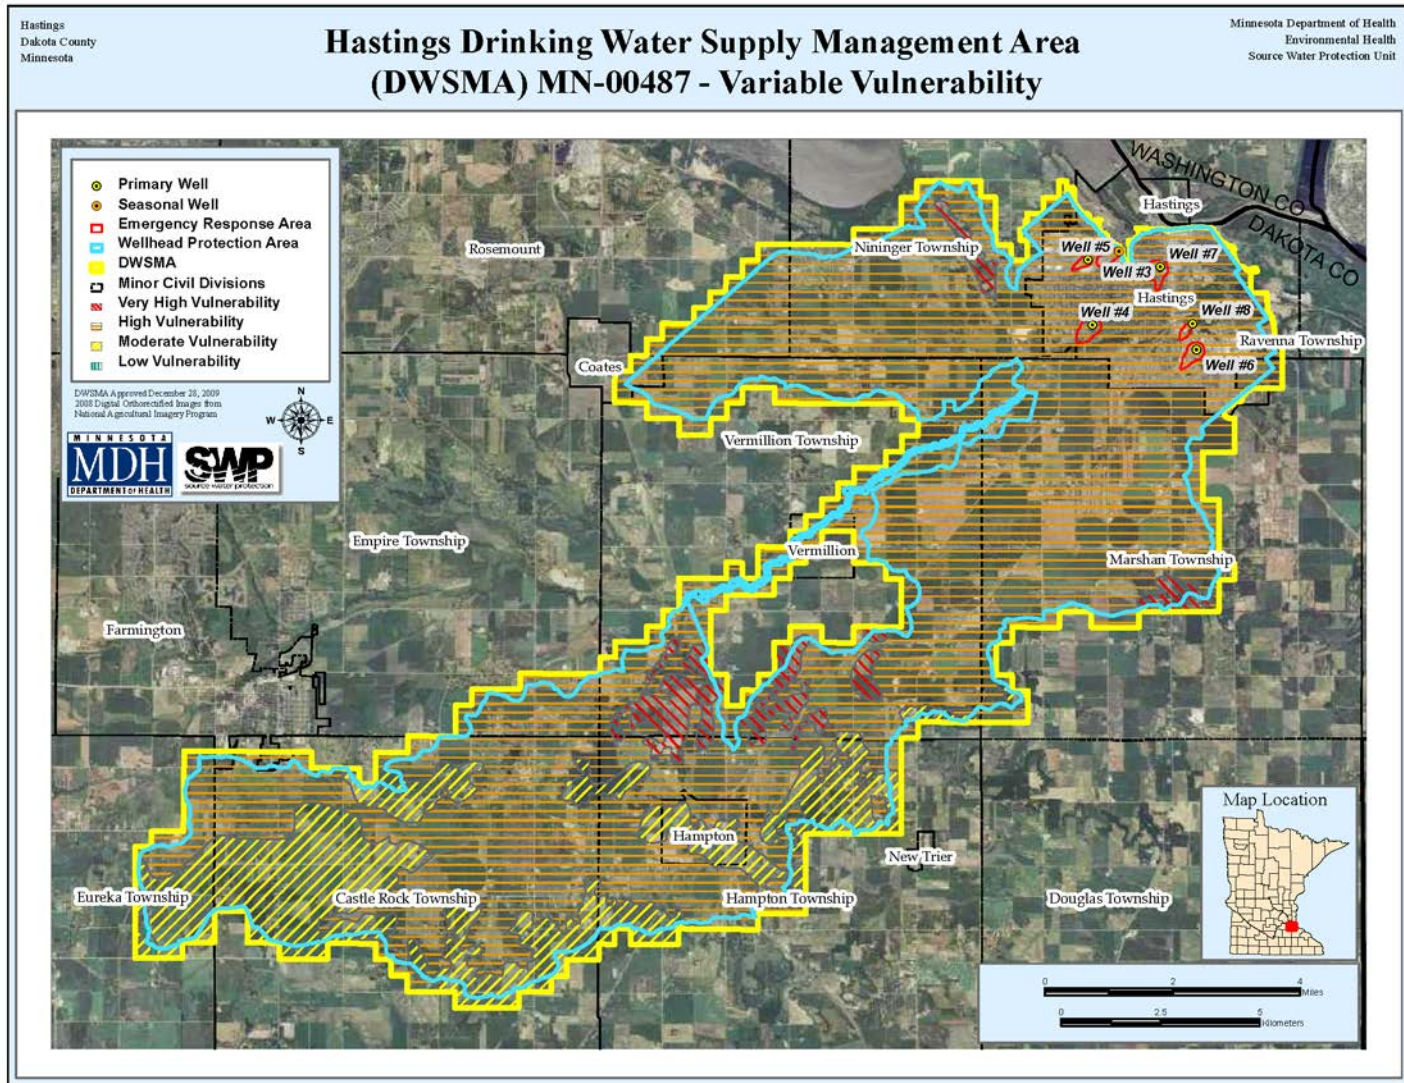 Hastings
Dakota County
Minnesota
Hastings Drinking Water Supply Management Area
(DWSMA) MN-00487 - Variable Vulnerability
Minnesota Department of Health
Environmental Health
Source Water Protection Unit
Primary Well
Seasonal Well
Emergency Response Area
Wellhead Protection Area
DWSMA
Minor Civil Divisions
Very High Vulnerability
High Vulnerability
Moderate Vulnerability
Low Vulnerability
DWSMA Approved December 28, 2009
2008 Digital Orthorectified Images from
National Agricultural Imagery Program
N
W E
S
MINNESOTA
MDH
DEPARTMENT OF HEALTH
SWP
source water protection
WASHINGTON CO
DAKOTA CO
Hastings
Rosemount
Nininger Township
Well #5
Well #7
Well #3
Hastings
Well #4
Well #8
Ravenna Township
Well #6
Coates
Vermillion Township
Empire Township
Vermillion
Marshan Township
Farmington
Hampton
New Trier
Eureka Township
Castle Rock Township
Hampton Township
Douglas Township
Map Location
0 2 4
Miles
0 2.5 5
Kilometers